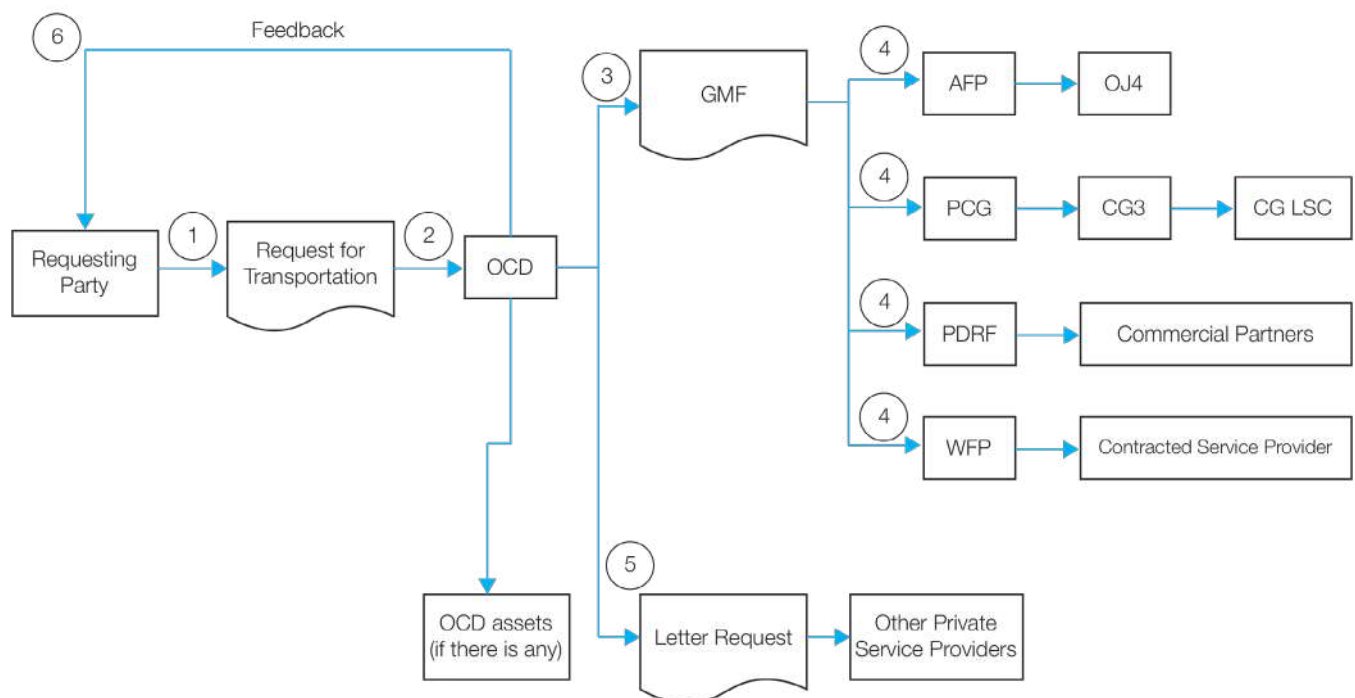 6
Feedback
3
GMF
4
AFP
OJ4
4
PCG
CG3
CG LSC
Requesting
Party
1
Request for
Transportation
2
OCD
4
PDRF
Commercial Partners
4
WFP
Contracted Service Provider
OCD assets
(if there is any)
5
Letter Request
Other Private
Service Providers